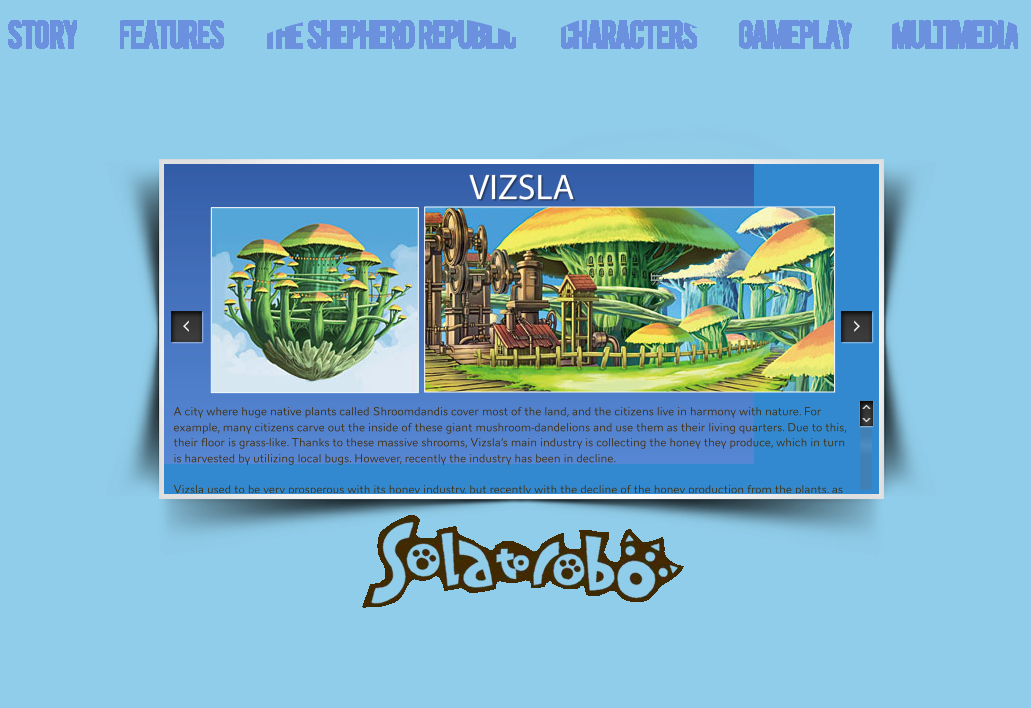 STORY FEATURES THE SHEPHERD REPUBLIC CHARACTERS GAMEPLAY MULTIMEDIA
VIZSLA
A city where huge native plants called Shroomdandis cover most of the land, and the citizens live in harmony with nature. For
example, many citizens carve out the inside of these giant mushroom-dandelions and use them as their living quarters. Due to this,
their floor is grass-like. Thanks to these massive shrooms, Vizsla's main industry is collecting the honey they produce, which in turn
is harvested by utilizing local bugs. However, recently the industry has been in decline.
Vizsla used to be very prosperous with its honey industry, but recently with the decline of the honey production from the plants, as
Solatorobo